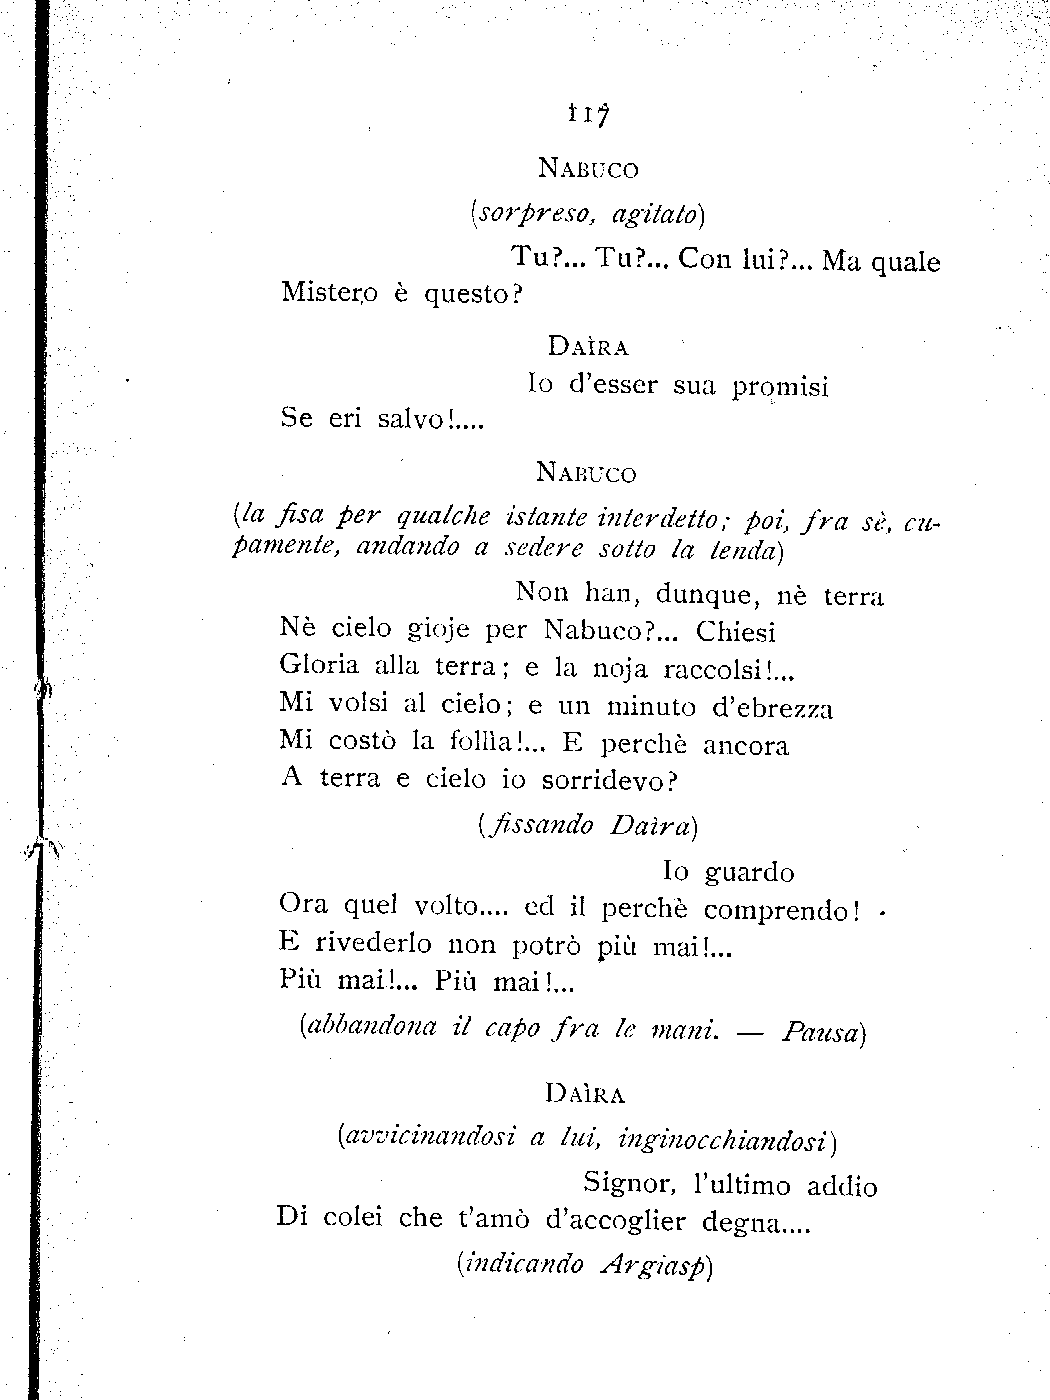 117
NABUCO
(sorpreso, agitato)
Tu?... Tu?... Con lui?... Ma quale
Mistero è questo?
DAÌRA
Io d'esser sua promisi
Se eri salvo!....
NABUCO
(la fisa per qualche istante interdetto; poi, fra sè, cu-
pamente, andando a sedere sotto la tenda)
Non han, dunque, nè terra
Nè cielo gioje per Nabuco?... Chiesi
Gloria alla terra; e la noja raccolsi!...
Mi volsi al cielo; e un minuto d'ebrezza
Mi costò la follìa!... E perchè ancora
A terra e cielo io sorridevo?
(fissando Daìra)
Io guardo
Ora quel volto.... ed il perchè comprendo!
E rivederlo non potrò più mai!...
Più mai!... Più mai!...
(abbandona il capo fra le mani. — Pausa)
DAÌRA
(avvicinandosi a lui, inginocchiandosi)
Signor, l'ultimo addio
Di colei che t'amò d'accoglier degna....
(indicando Argiasp)